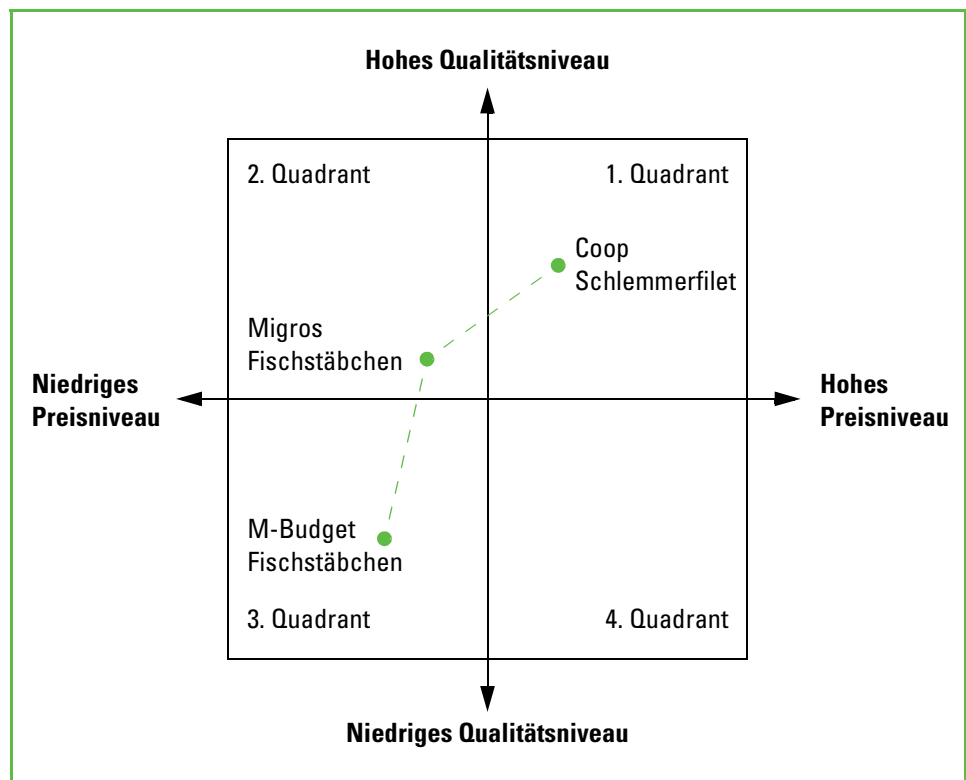 Hohes Qualitätsniveau
2. Quadrant
1. Quadrant
Coop
Schlemmerfilet
Migros
Fischstäbchen
Niedriges
Preisniveau
Hohes
Preisniveau
M-Budget
Fischstäbchen
3. Quadrant
4. Quadrant
Niedriges Qualitätsniveau